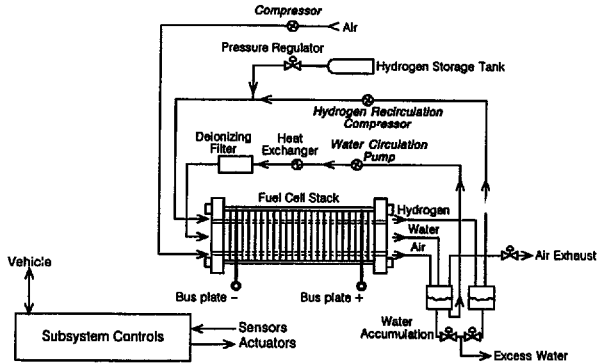 Compressor
Air
Pressure Regulator
Hydrogen Storage Tank
Hydrogen Recirculation
Compressor
Deionizing
Filter
Heat
Exchanger
Water Circulation
Pump
Fuel Cell Stack
Hydrogen
Water
Air
Air Exhaust
Vehicle
Bus plate -
Bus plate +
Water
Accumulation
Subsystem Controls
Sensors
Actuators
Excess Water